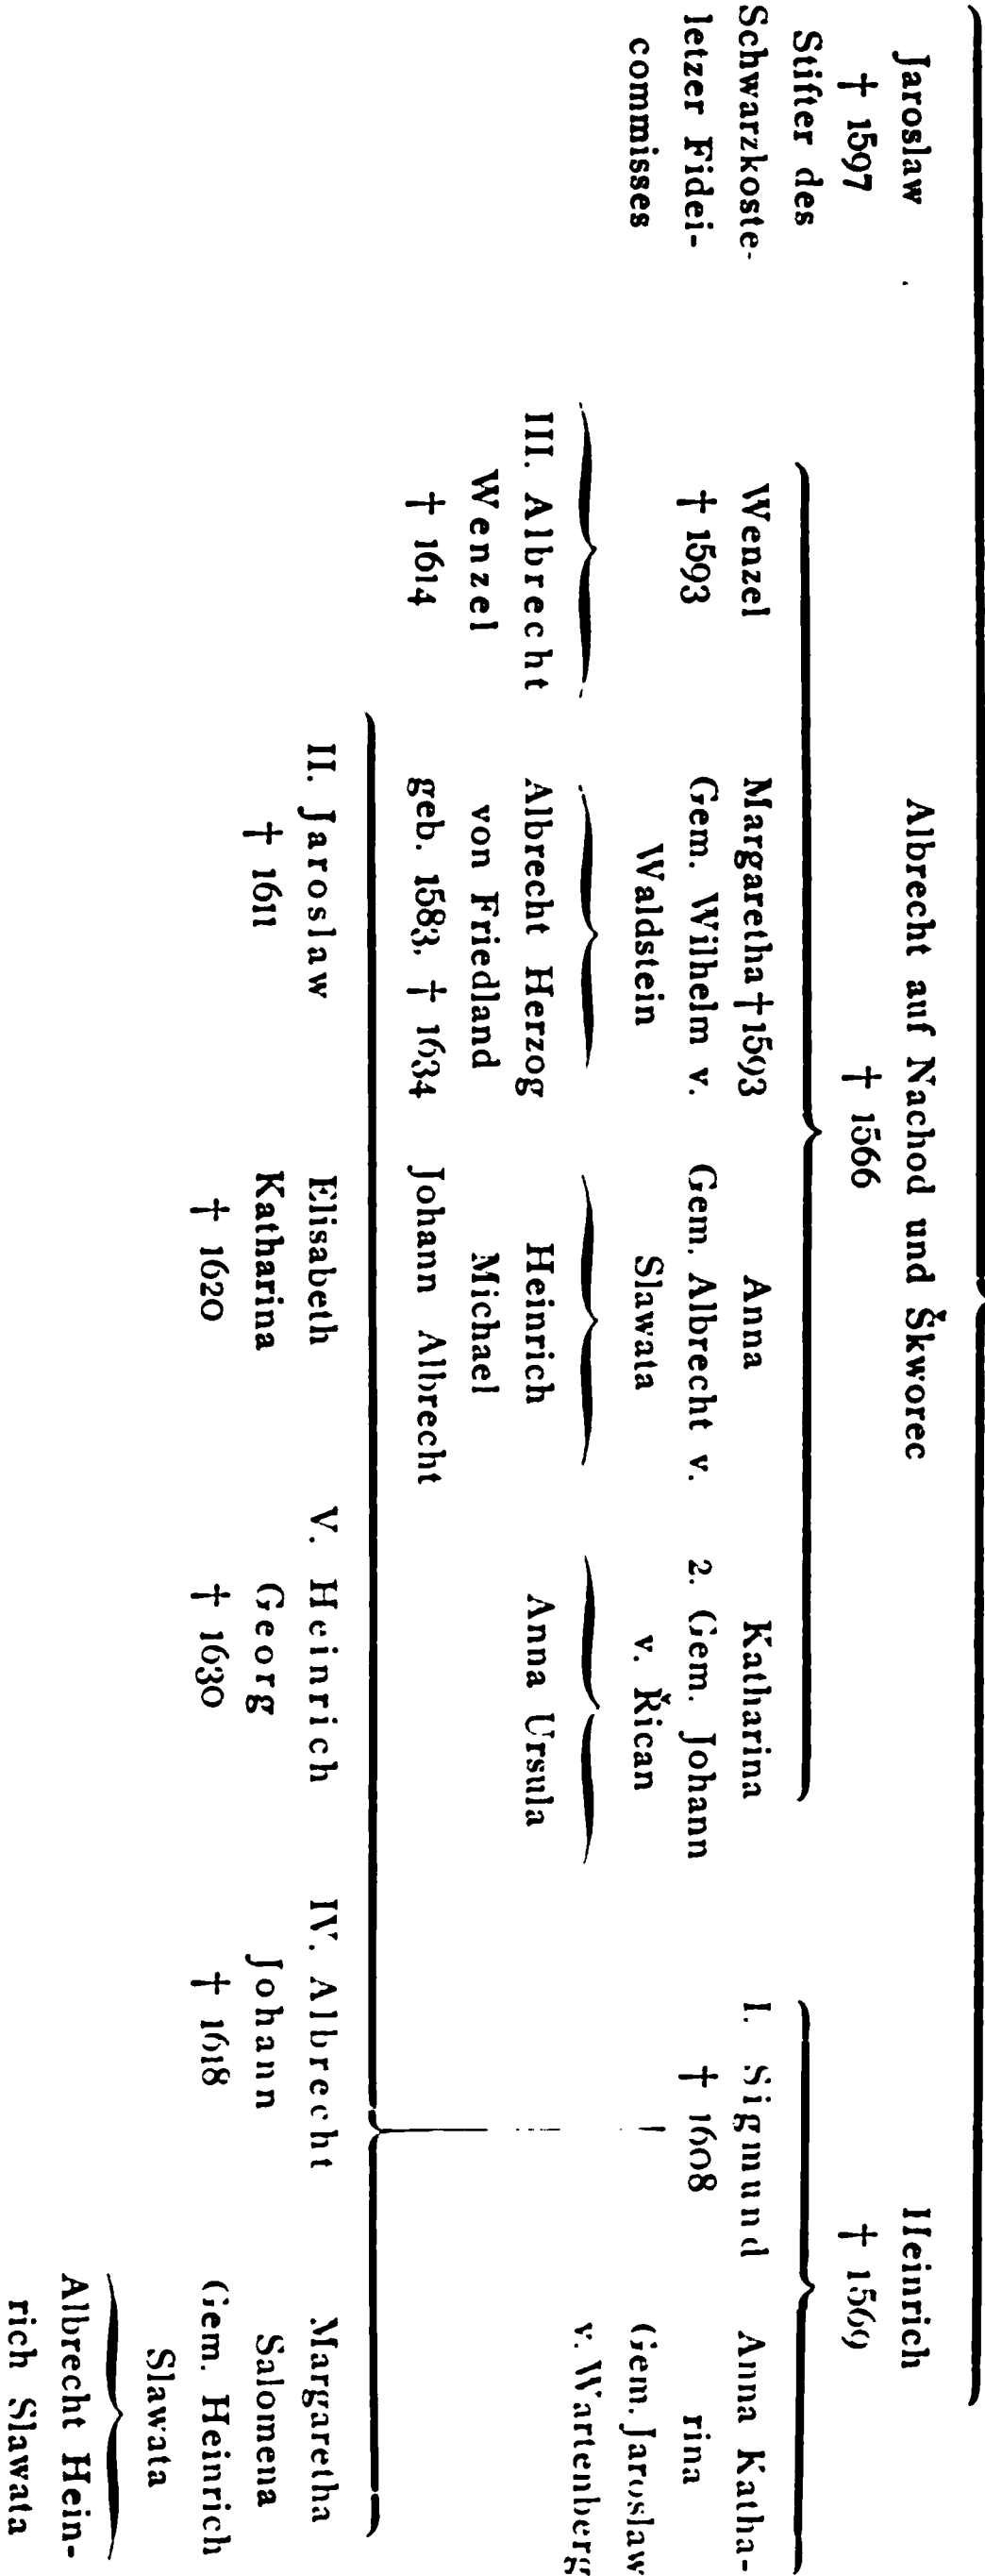 Jaroslaw
† 1597
Stifter des
Schwarzkoste-
letzer Fidei-
commisses
Albrecht auf Nachod und Škworec
† 1566
Heinrich
† 1569
Wenzel
† 1593
Margaretha † 1593
Gem. Wilhelm v.
Waldstein
Anna
Gem. Albrecht v.
Slawata
Katharina
2. Gem. Johann
v. Řican
I. Sigmund
† 1608
Anna Katha-
rina
Gem. Jaroslaw
v. Wartenberg
III. Albrecht
Wenzel
† 1614
Albrecht Herzog
von Friedland
geb. 1583, † 1634
Heinrich
Michael
Johann Albrecht
Anna Ursula
II. Jaroslaw
† 1611
Elisabeth
Katharina
† 1620
V. Heinrich
Georg
† 1630
IV. Albrecht
Johann
† 1618
Margaretha
Salomena
Gem. Heinrich
Slawata
Albrecht Hein-
rich Slawata